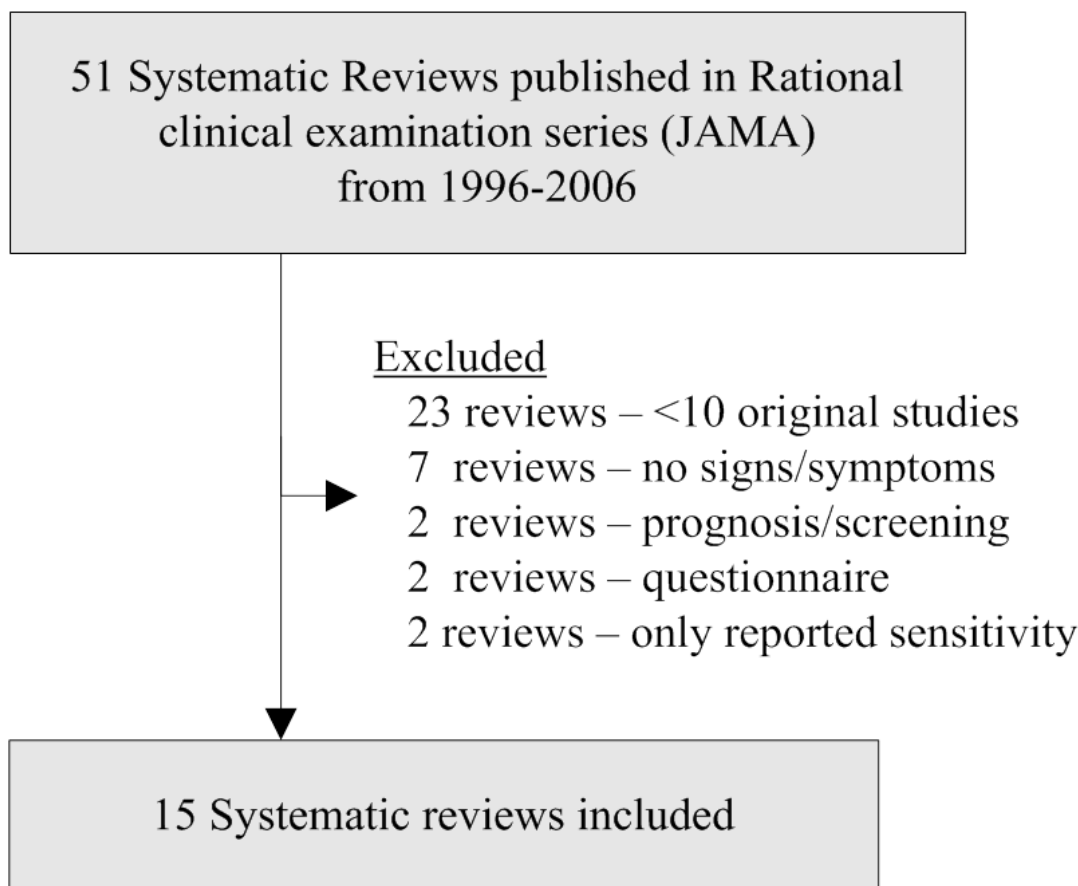 51 Systematic Reviews published in Rational
clinical examination series (JAMA)
from 1996-2006
Excluded
23 reviews – <10 original studies
7 reviews – no signs/symptoms
2 reviews – prognosis/screening
2 reviews – questionnaire
2 reviews – only reported sensitivity
15 Systematic reviews included